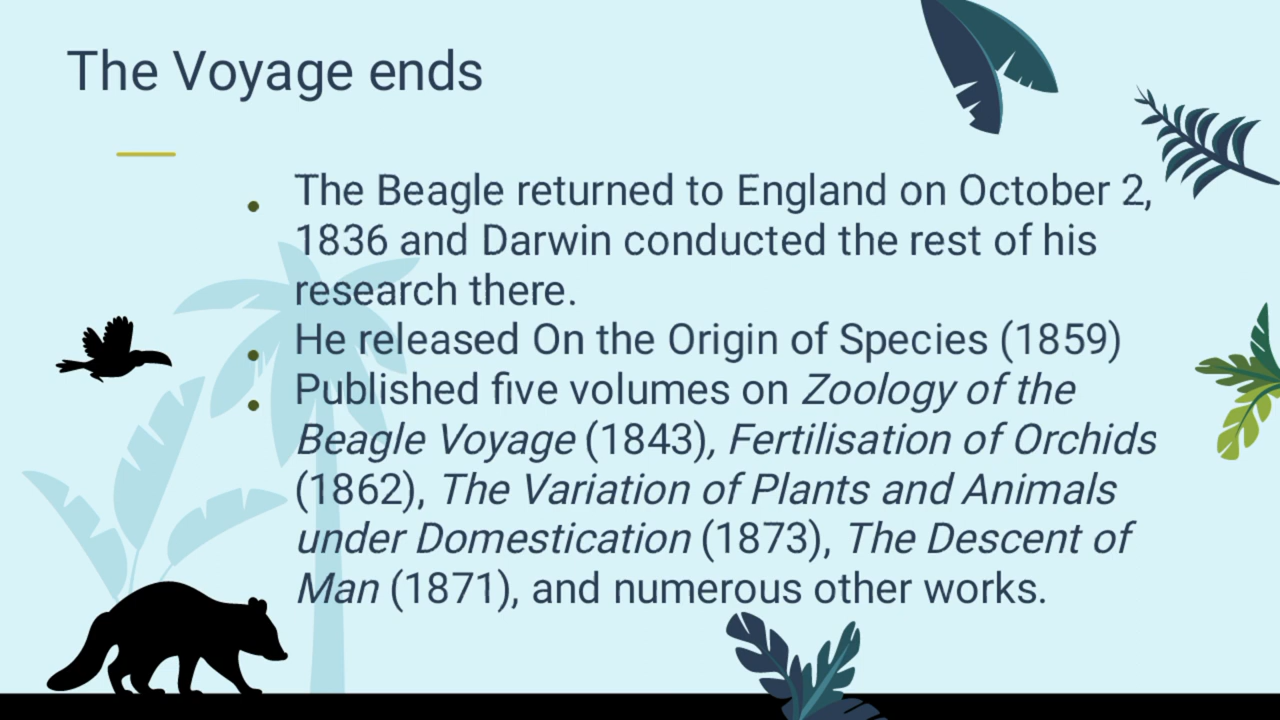 The Voyage ends
The Beagle returned to England on October 2,
1836 and Darwin conducted the rest of his
research there.
He released On the Origin of Species (1859)
Published five volumes on Zoology of the
Beagle Voyage (1843), Fertilisation of Orchids
(1862), The Variation of Plants and Animals
under Domestication (1873), The Descent of
Man (1871), and numerous other works.